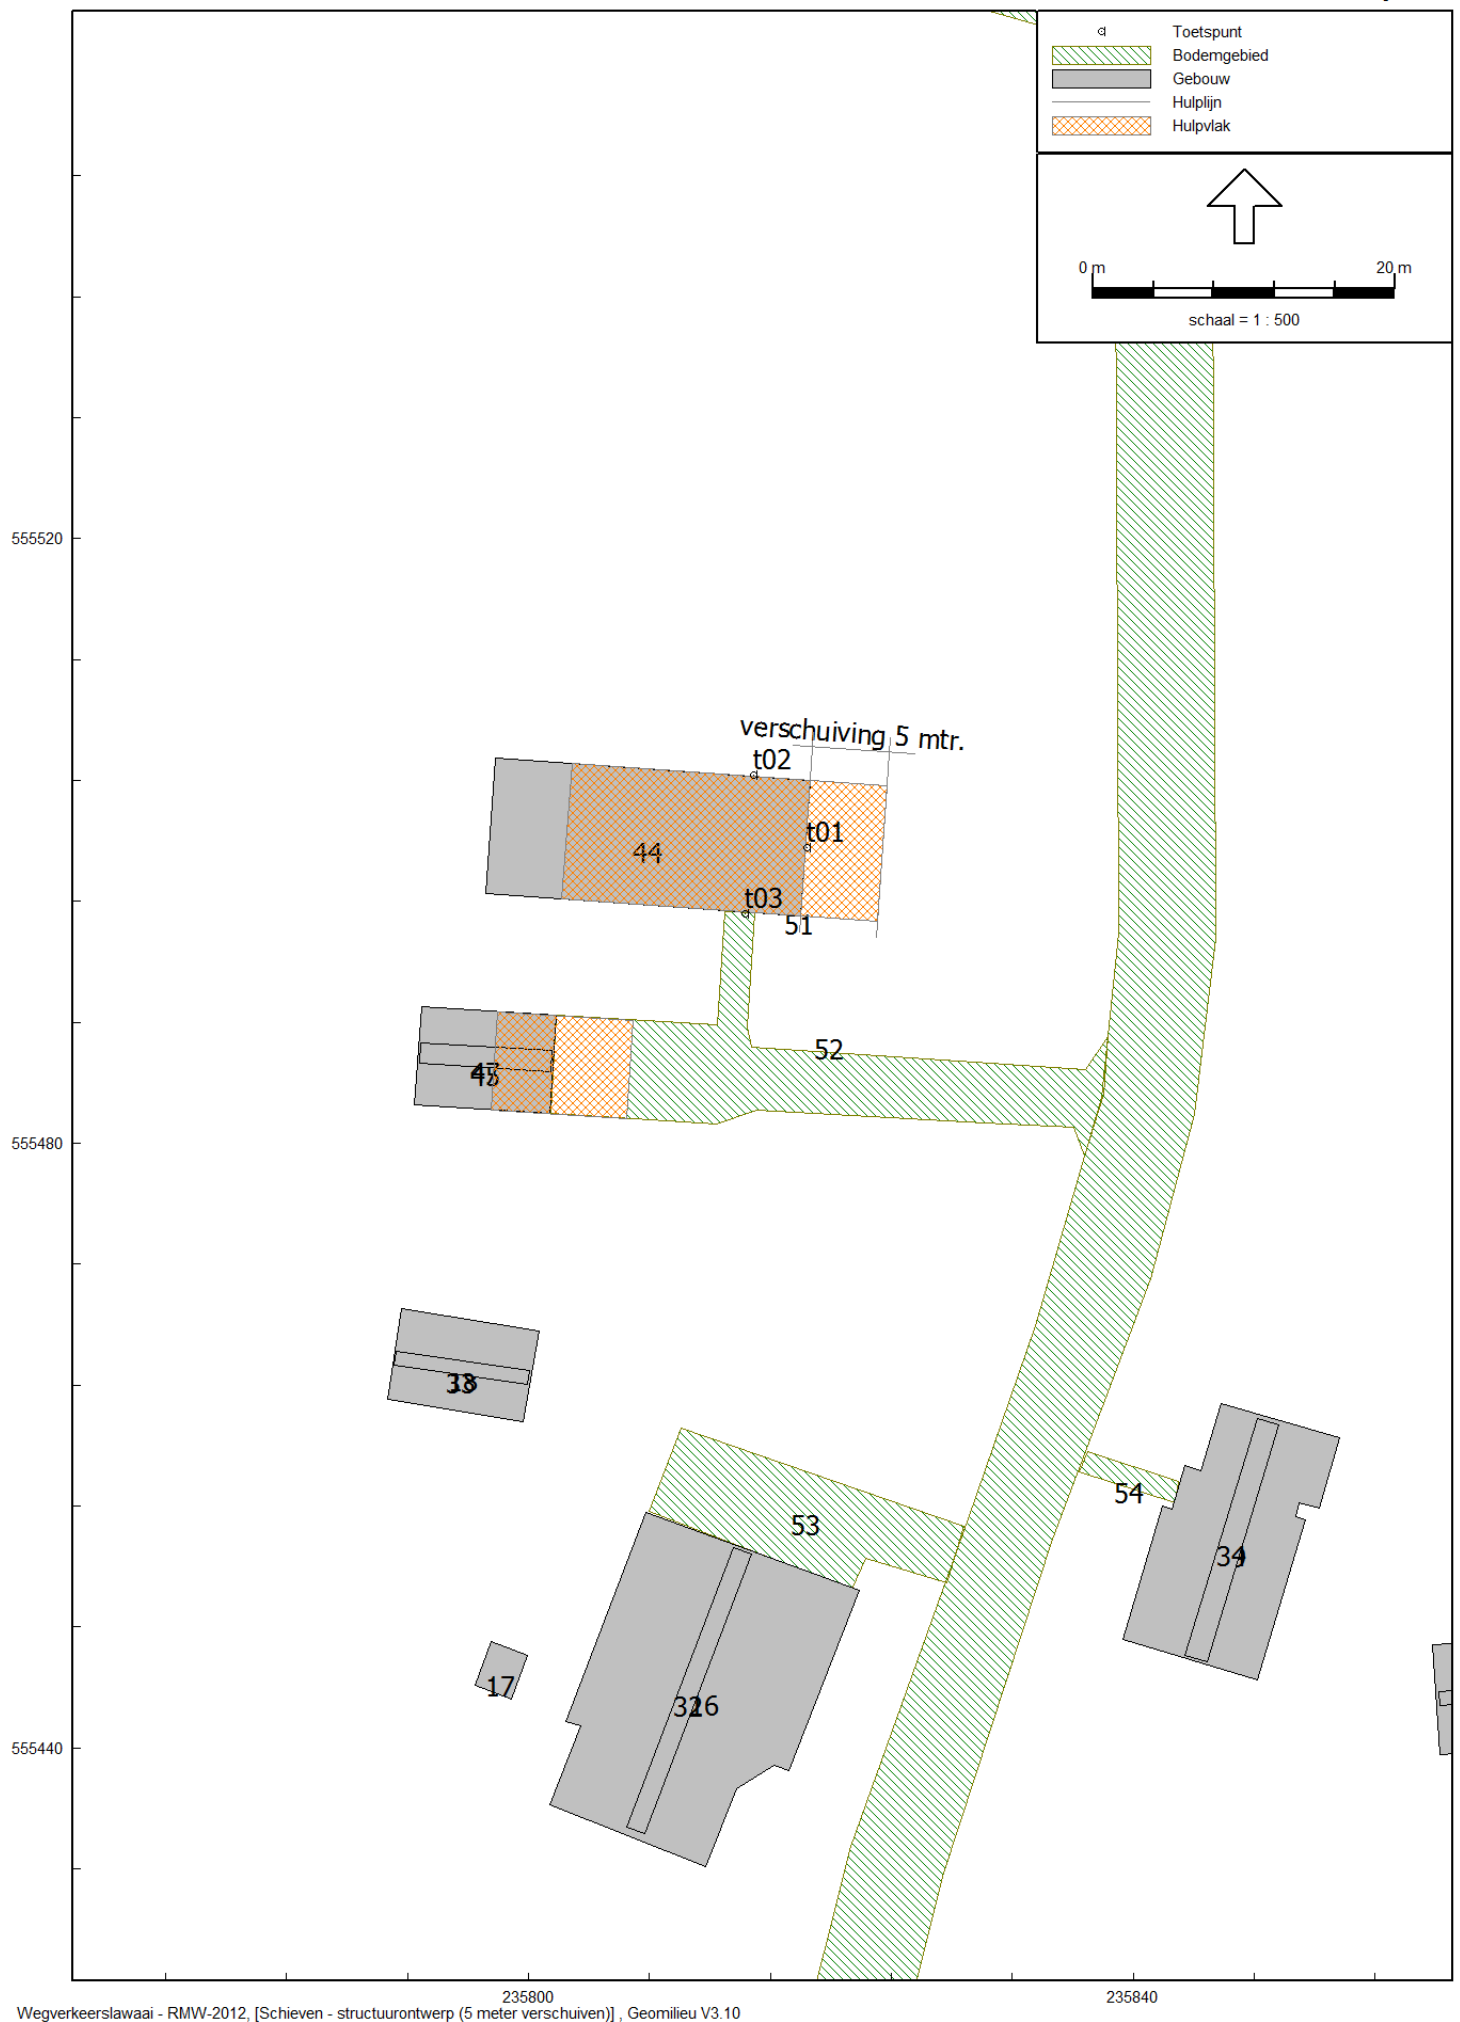 Toetspunt
Bodemgebied
Gebouw
Hulplijn
Hulpvlak
0 m 20 m
schaal = 1 : 500
555520
verschuiving 5 mtr.
t02
t01
44
t03
51
52
555480
53
54
17
555440
235800 235840
Wegverkeerslawaai - RMW-2012, [Schieven - structuurontwerp (5 meter verschuiven)] , Geomilieu V3.10